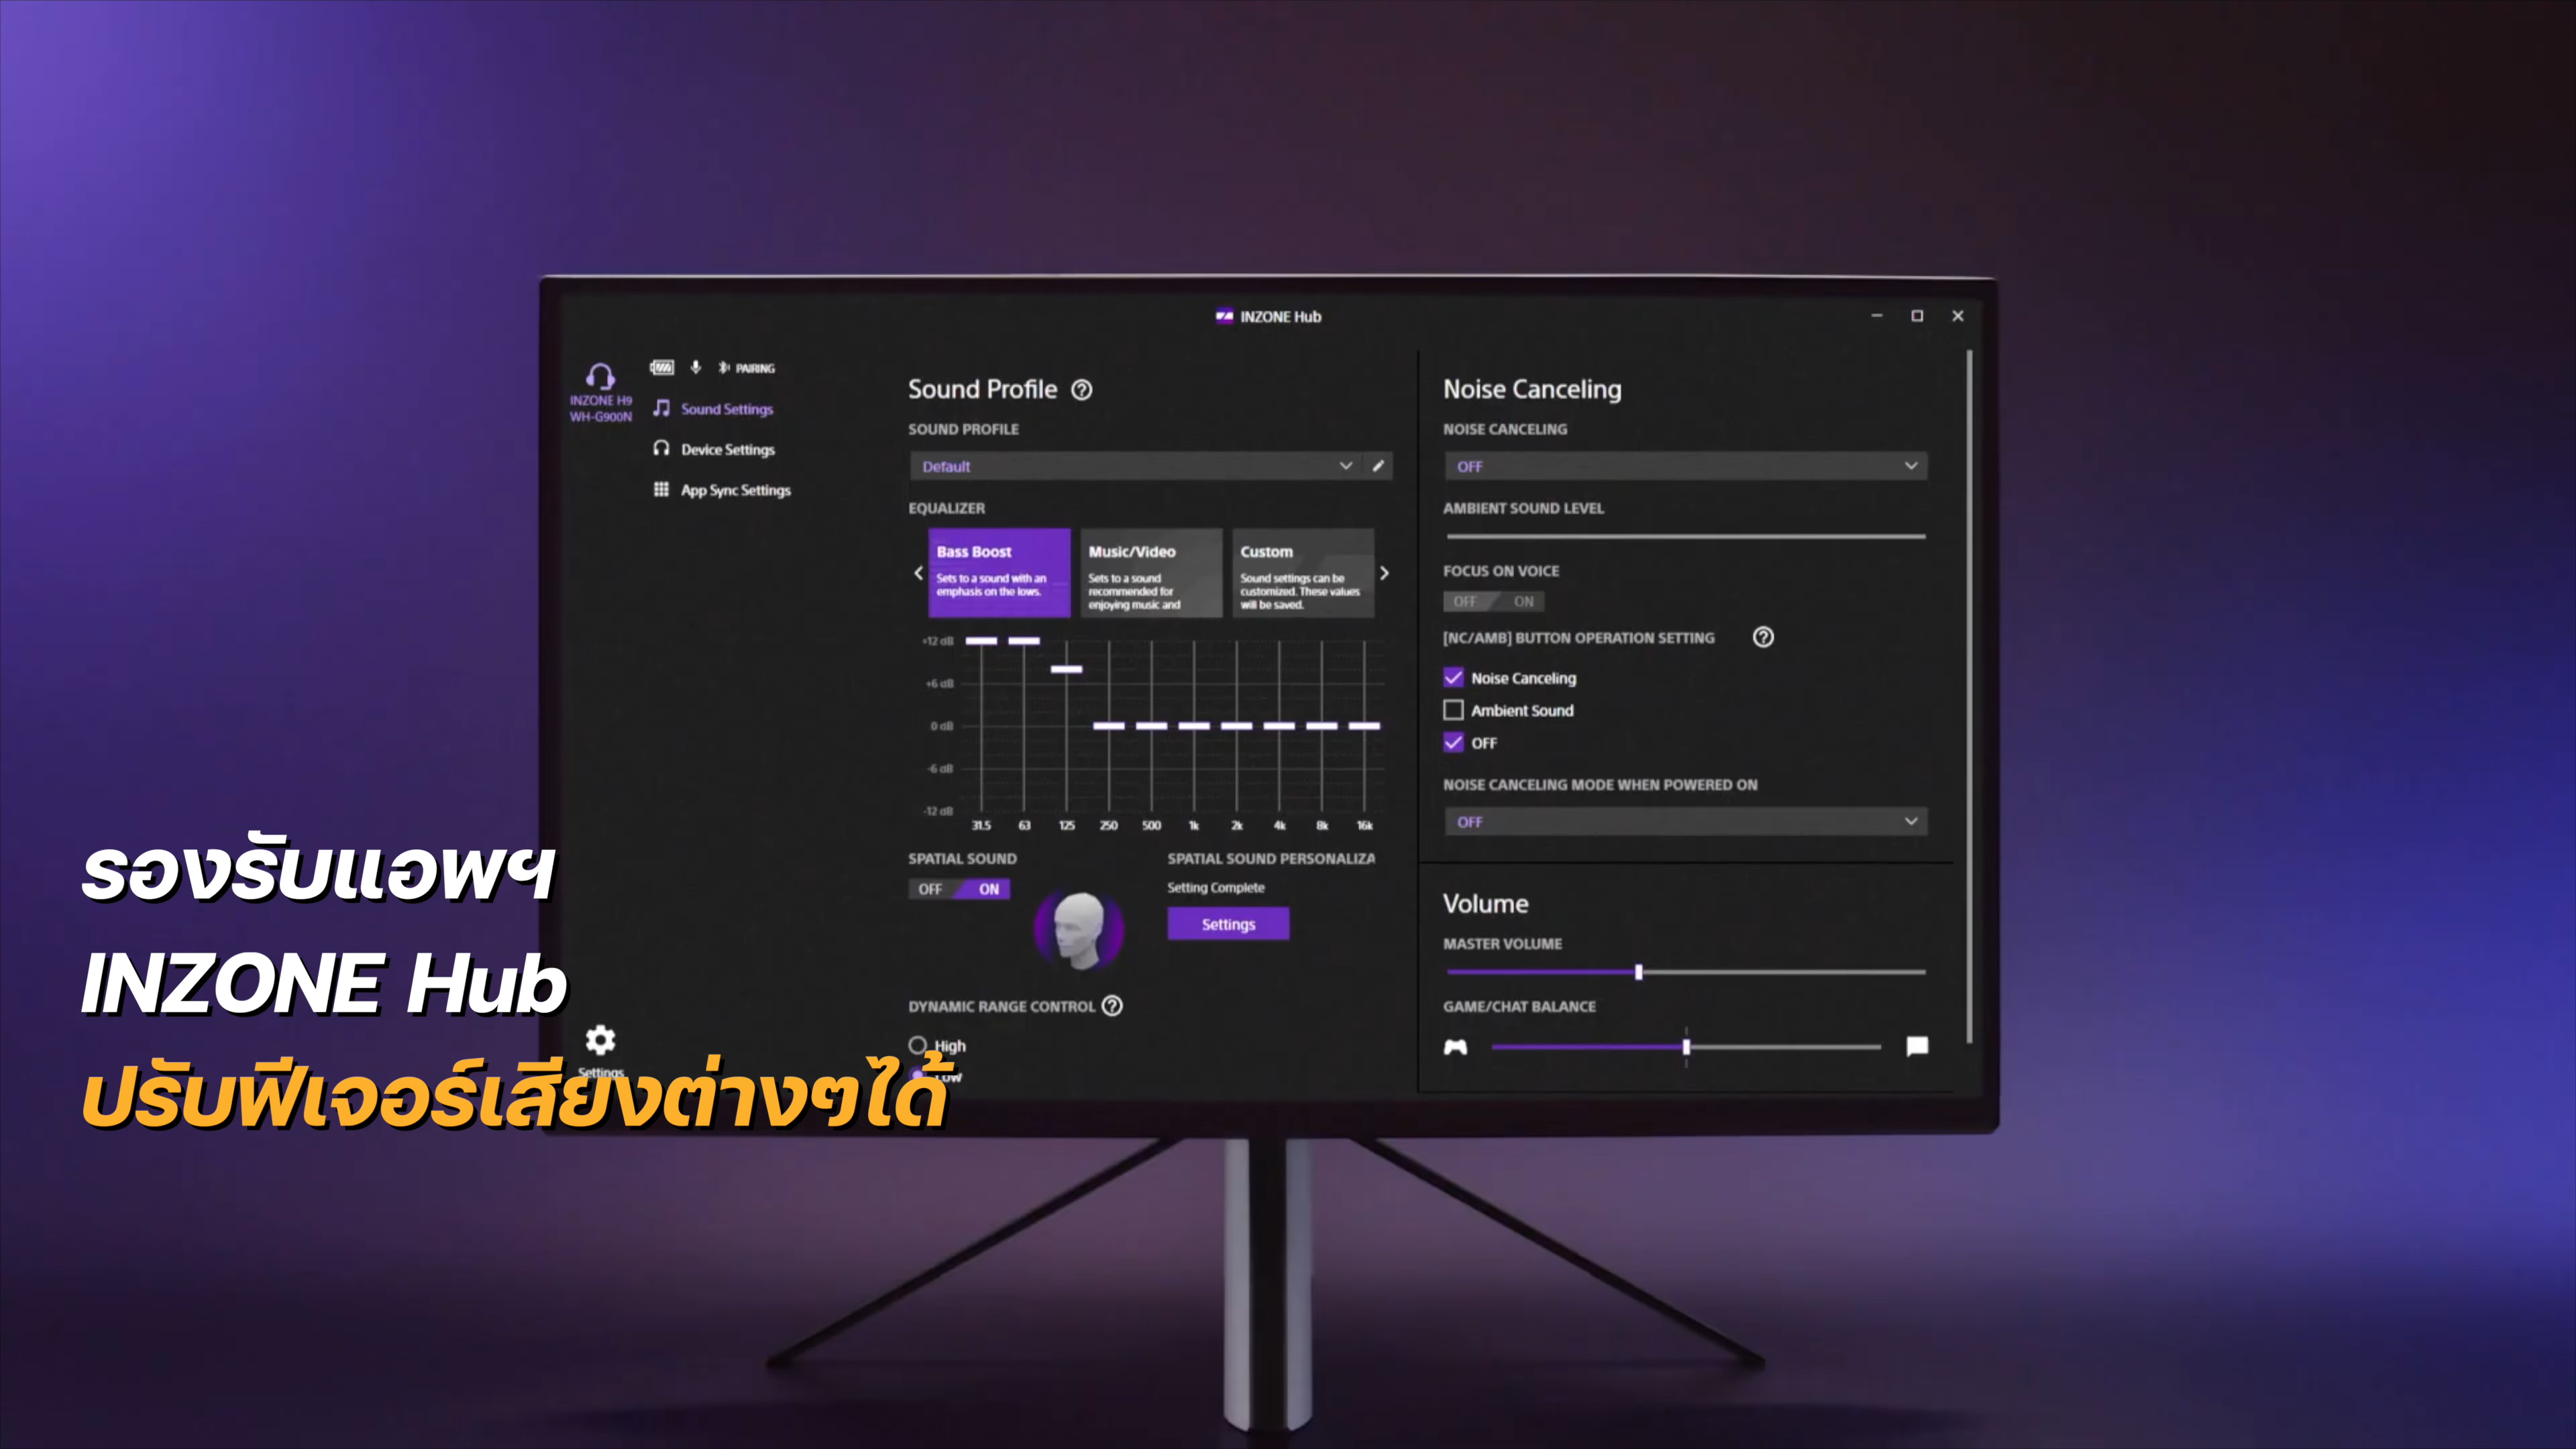 INZONE Hub
INZONE H9
WH-G900N
PAIRING
Sound Settings
Device Settings
App Sync Settings
Settings
Sound Profile
SOUND PROFILE
Default
EQUALIZER
Bass Boost
Sets to a sound with an
emphasis on the lows.
Music/Video
Sets to a sound
recommended for
enjoying music and
Custom
Sound settings can be
customized. These values
will be saved.
+12 dB
+6 dB
0 dB
-6 dB
-12 dB
31.5 63 125 250 500 1k 2k 4k 8k 16k
SPATIAL SOUND
OFF ON
SPATIAL SOUND PERSONALIZA
Setting Complete
Settings
DYNAMIC RANGE CONTROL
High
Low
Noise Canceling
NOISE CANCELING
OFF
AMBIENT SOUND LEVEL
FOCUS ON VOICE
OFF ON
[NC/AMB] BUTTON OPERATION SETTING
Noise Canceling
Ambient Sound
OFF
NOISE CANCELING MODE WHEN POWERED ON
OFF
Volume
MASTER VOLUME
GAME/CHAT BALANCE
รองรับแอพฯ
INZONE Hub
ปรับฟีเจอร์เสียงต่างๆได้